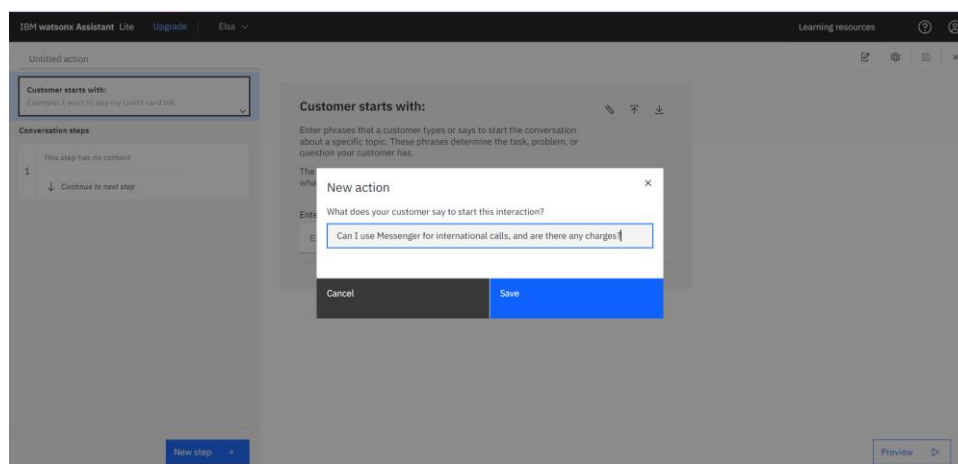 IBM watsonx Assistant Lite Upgrade Elsa Learning resources
Untitled action
Customer starts with:
Example: I want to pay my credit card bill.
Conversation steps
1
This step has no content
Continue to next step
New step +
Customer starts with:
Enter phrases that a customer types or says to start the conversation
about a specific topic. These phrases determine the task, problem, or
question your customer has.
The
New action
What does your customer say to start this interaction?
Can I use Messenger for international calls, and are there any charges?
Cancel Save
Preview